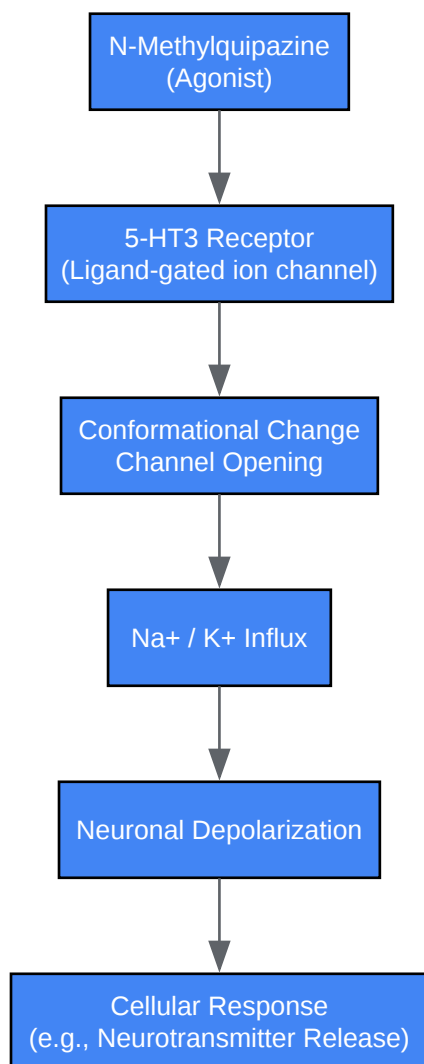 N-Methylquipazine
(Agonist)
5-HT3 Receptor
(Ligand-gated ion channel)
Conformational Change
Channel Opening
Na+ / K+ Influx
Neuronal Depolarization
Cellular Response
(e.g., Neurotransmitter Release)